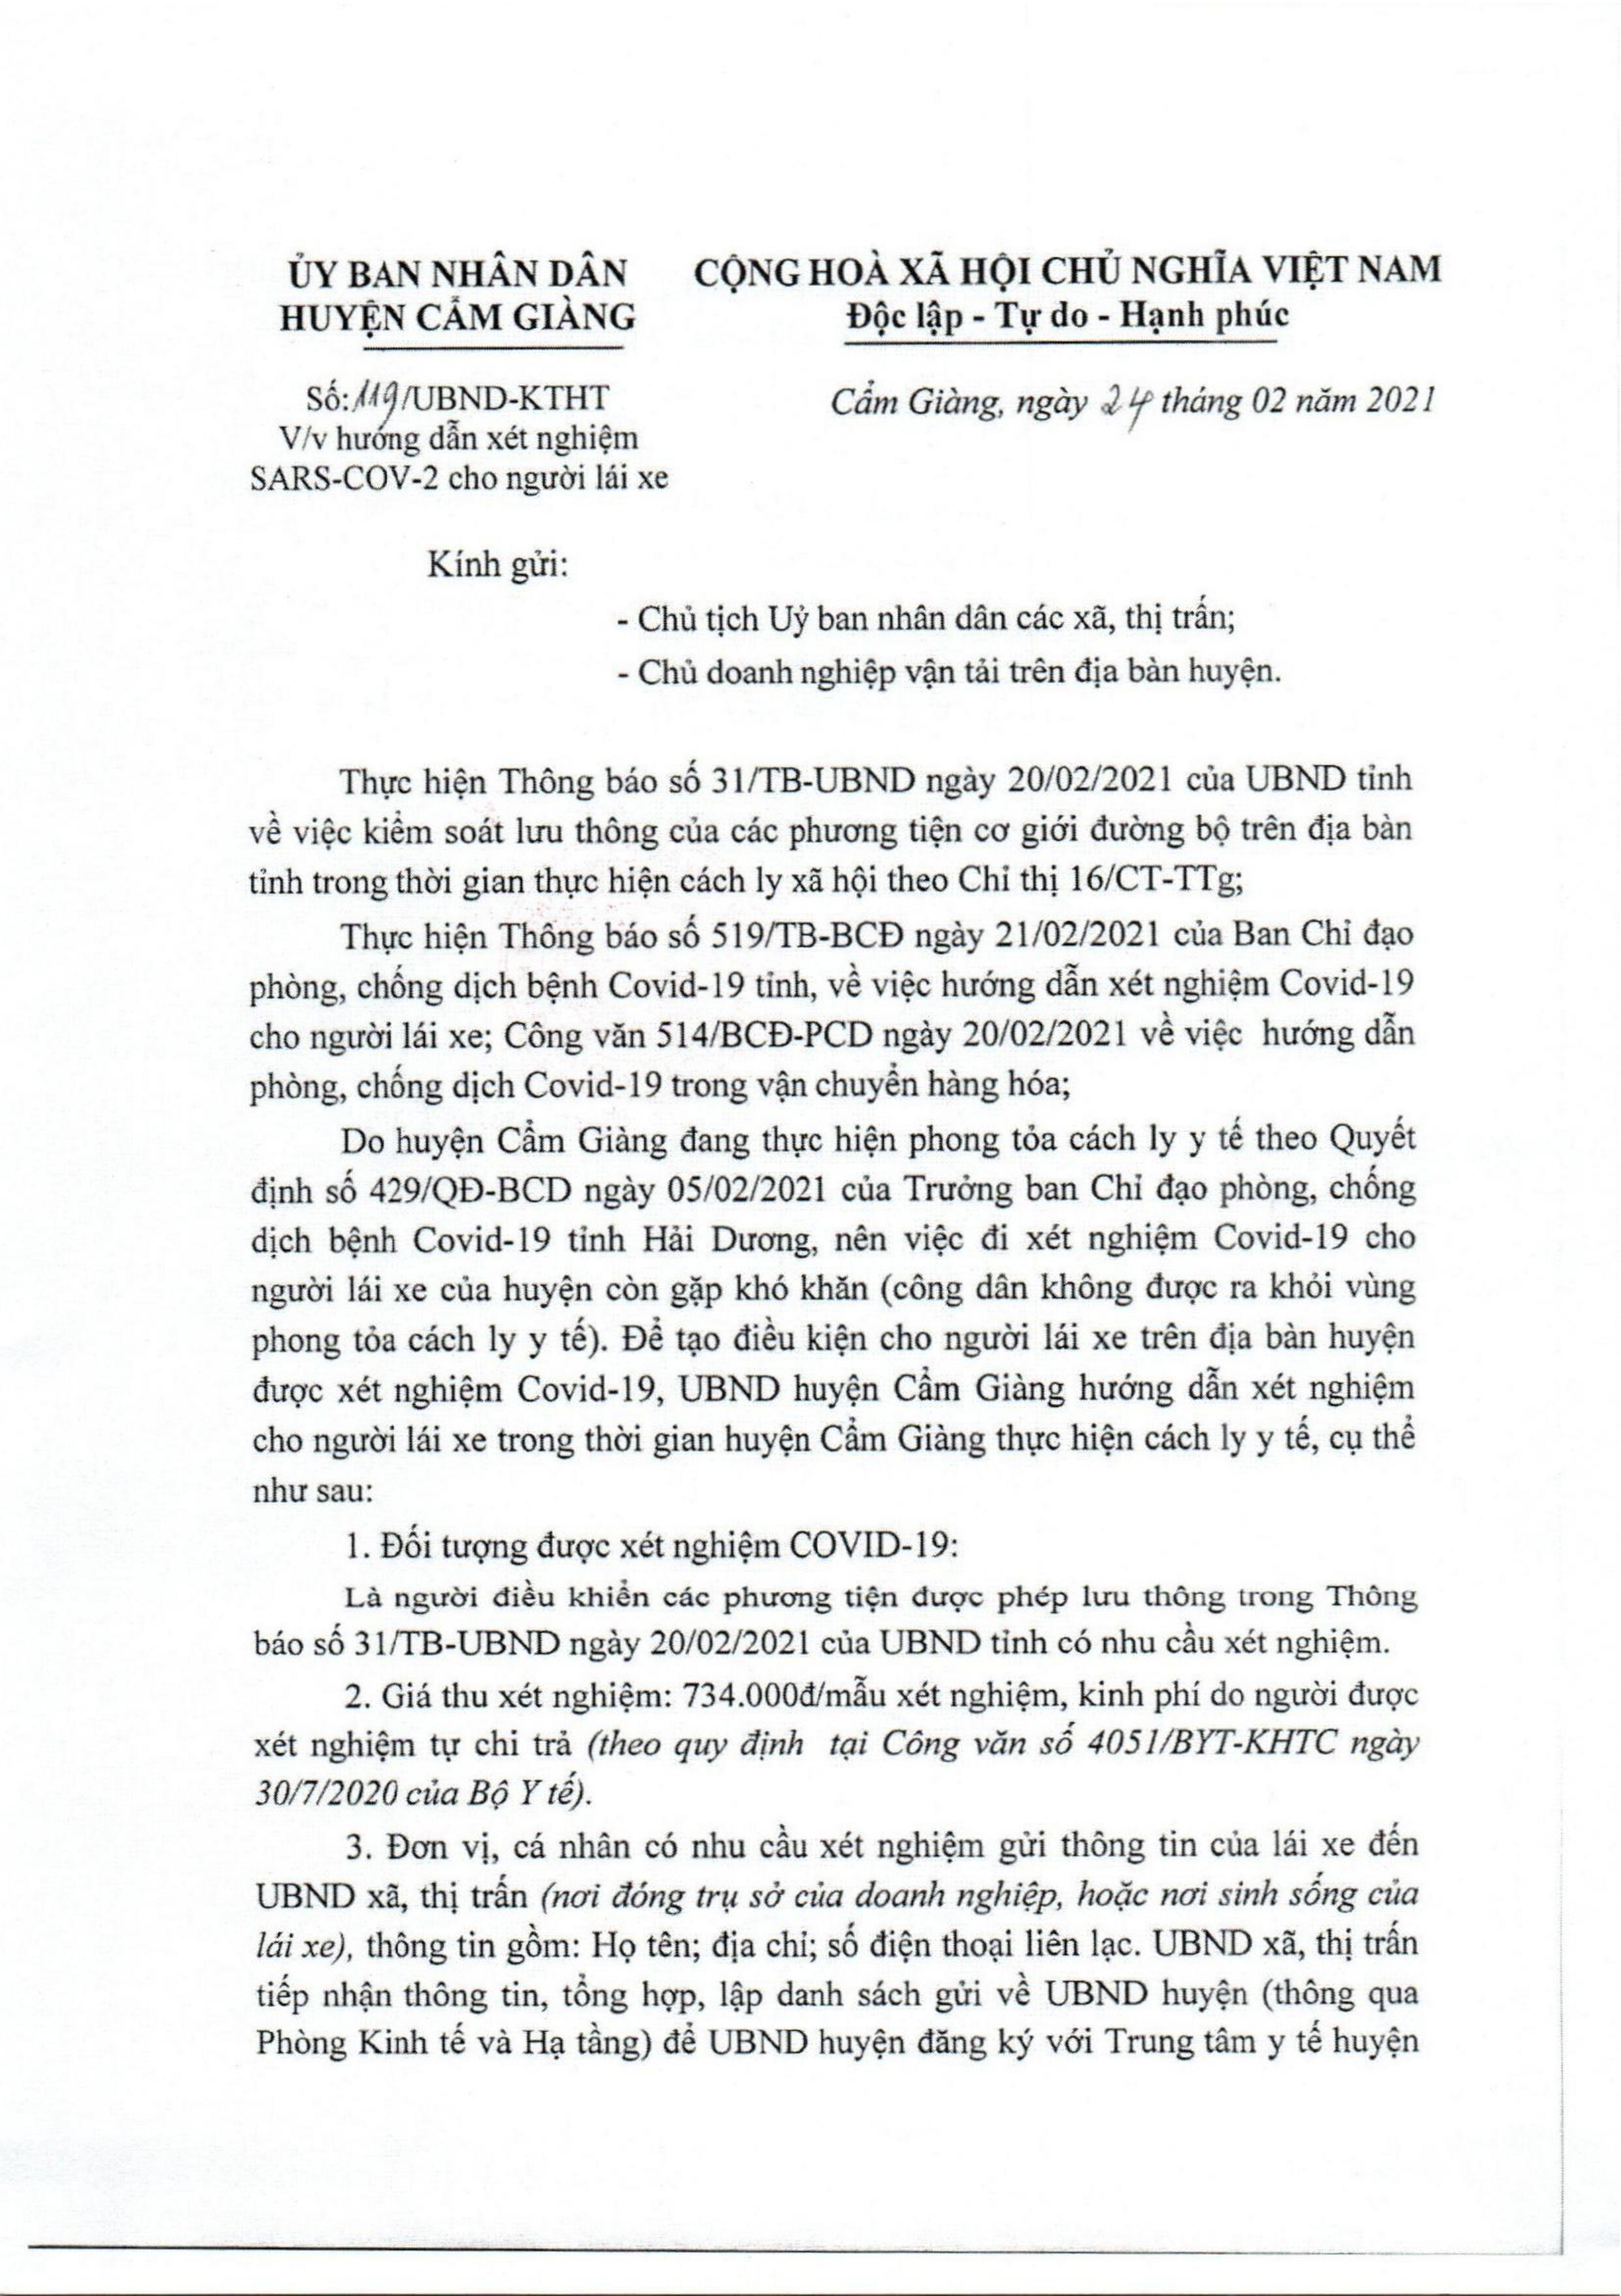 ỦY BAN NHÂN DÂN
HUYỆN CẨM GIÀNG
CỘNG HOÀ XÃ HỘI CHỦ NGHĨA VIỆT NAM
Độc lập - Tự do - Hạnh phúc
Số:119/UBND-KTHT
V/v hướng dẫn xét nghiệm
SARS-COV-2 cho người lái xe
Cẩm Giàng, ngày 24 tháng 02 năm 2021
Kính gửi:
- Chủ tịch Uỷ ban nhân dân các xã, thị trấn;
- Chủ doanh nghiệp vận tải trên địa bàn huyện.
Thực hiện Thông báo số 31/TB-UBND ngày 20/02/2021 của UBND tỉnh
về việc kiểm soát lưu thông của các phương tiện cơ giới đường bộ trên địa bàn
tỉnh trong thời gian thực hiện cách ly xã hội theo Chỉ thị 16/CT-TTg;
Thực hiện Thông báo số 519/TB-BCĐ ngày 21/02/2021 của Ban Chỉ đạo
phòng, chống dịch bệnh Covid-19 tỉnh, về việc hướng dẫn xét nghiệm Covid-19
cho người lái xe; Công văn 514/BCĐ-PCD ngày 20/02/2021 về việc hướng dẫn
phòng, chống dịch Covid-19 trong vận chuyển hàng hóa;
Do huyện Cẩm Giàng đang thực hiện phong tỏa cách ly y tế theo Quyết
định số 429/QĐ-BCD ngày 05/02/2021 của Trưởng ban Chỉ đạo phòng, chống
dịch bệnh Covid-19 tỉnh Hải Dương, nên việc đi xét nghiệm Covid-19 cho
người lái xe của huyện còn gặp khó khăn (công dân không được ra khỏi vùng
phong tỏa cách ly y tế). Để tạo điều kiện cho người lái xe trên địa bàn huyện
được xét nghiệm Covid-19, UBND huyện Cẩm Giàng hướng dẫn xét nghiệm
cho người lái xe trong thời gian huyện Cẩm Giàng thực hiện cách ly y tế, cụ thể
như sau:
1. Đối tượng được xét nghiệm COVID-19:
Là người điều khiển các phương tiện được phép lưu thông trong Thông
báo số 31/TB-UBND ngày 20/02/2021 của UBND tỉnh có nhu cầu xét nghiệm.
2. Giá thu xét nghiệm: 734.000đ/mẫu xét nghiệm, kinh phí do người được
xét nghiệm tự chi trả (theo quy định tại Công văn số 4051/BYT-KHTC ngày
30/7/2020 của Bộ Y tế).
3. Đơn vị, cá nhân có nhu cầu xét nghiệm gửi thông tin của lái xe đến
UBND xã, thị trấn (nơi đóng trụ sở của doanh nghiệp, hoặc nơi sinh sống của
lái xe), thông tin gồm: Họ tên; địa chỉ; số điện thoại liên lạc. UBND xã, thị trấn
tiếp nhận thông tin, tổng hợp, lập danh sách gửi về UBND huyện (thông qua
Phòng Kinh tế và Hạ tầng) để UBND huyện đăng ký với Trung tâm y tế huyện